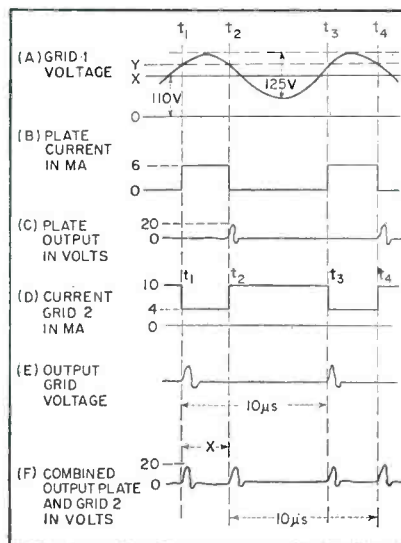 t1 t2 t3 t4
(A) GRID·1
VOLTAGE
Y
X
110V
125V
0
(B) PLATE
CURRENT
IN MA
6
0
(C) PLATE
OUTPUT
IN VOLTS
20
0
t1 t2 t3 t4
(D) CURRENT
GRID 2
IN MA
10
4
0
(E) OUTPUT
GRID
VOLTAGE
10μs
X
(F) COMBINED
OUTPUT PLATE
AND GRID 2
IN VOLTS
20
0
10μs